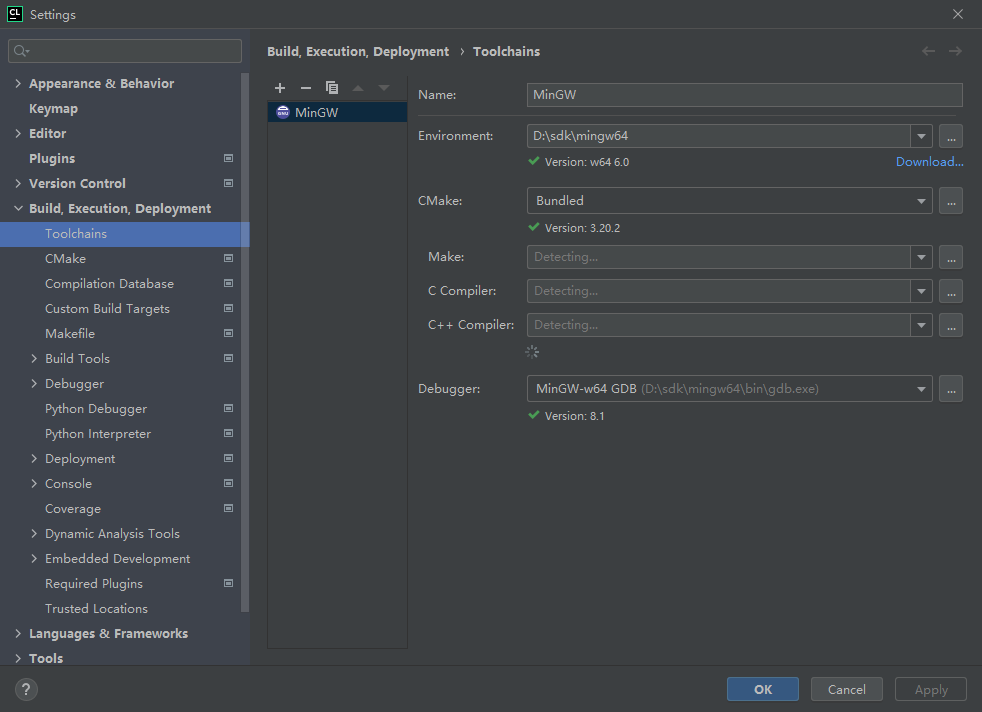 CL Settings
Build, Execution, Deployment › Toolchains
Appearance & Behavior
Keymap
Editor
Plugins
Version Control
Build, Execution, Deployment
Toolchains
CMake
Compilation Database
Custom Build Targets
Makefile
Build Tools
Debugger
Python Debugger
Python Interpreter
Deployment
Console
Coverage
Dynamic Analysis Tools
Embedded Development
Required Plugins
Trusted Locations
Languages & Frameworks
Tools
MinGW
Name: MinGW
Environment: D:\sdk\mingw64 ...
Version: w64 6.0 Download...
CMake: Bundled ...
Version: 3.20.2
Make: Detecting... ...
C Compiler: Detecting... ...
C++ Compiler: Detecting... ...
Debugger: MinGW-w64 GDB (D:\sdk\mingw64\bin\gdb.exe) ...
Version: 8.1
? OK Cancel Apply